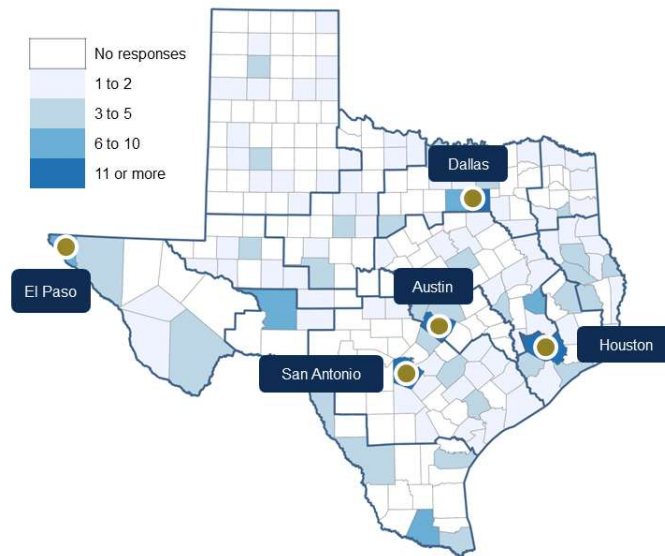 No responses
1 to 2
3 to 5
6 to 10
11 or more
Dallas
El Paso
Austin
San Antonio
Houston